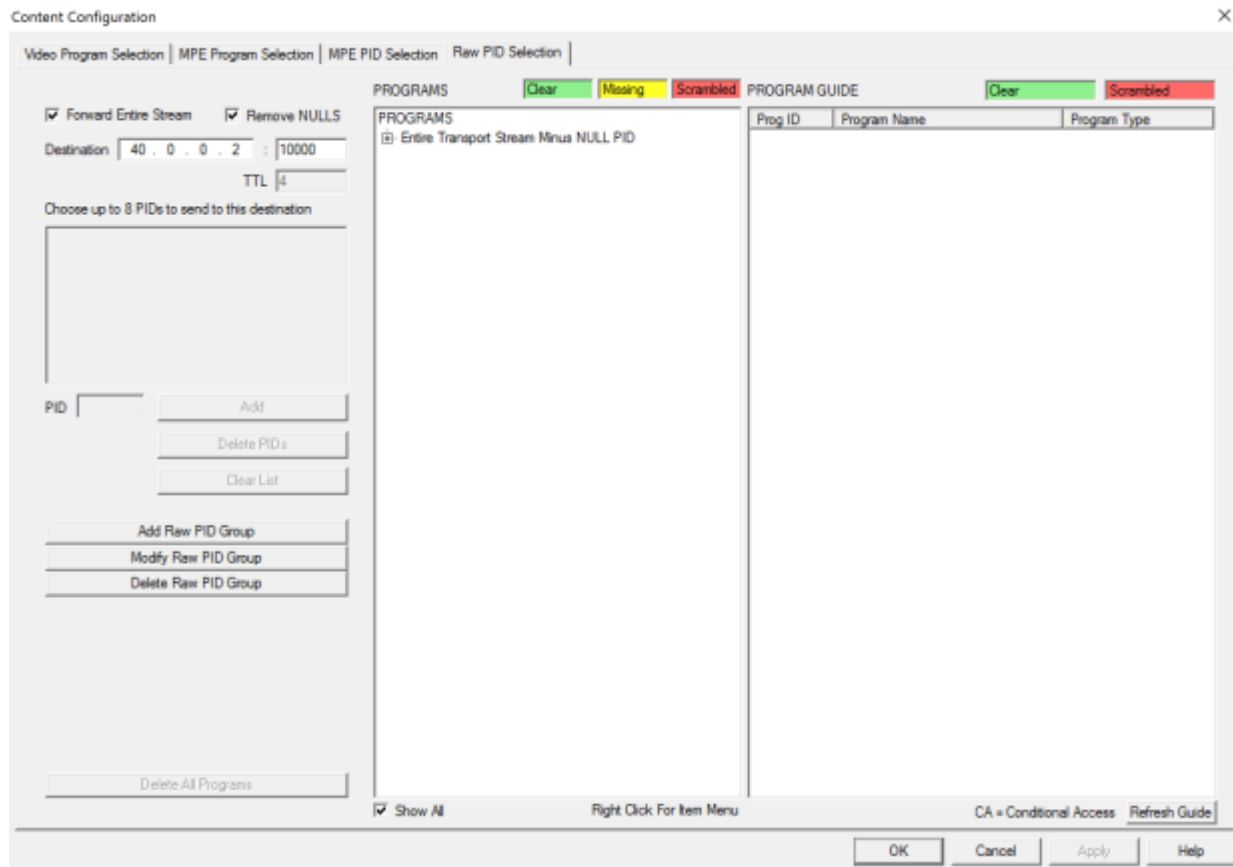 Content Configuration
Video Program Selection MPE Program Selection MPE PID Selection Raw PID Selection
PROGRAMS Clear Missing Scrambled PROGRAM GUIDE Clear Scrambled
Forward Entire Stream Remove NULLS
Destination 40 . 0 . 0 . 2 : 10000
TTL 4
Choose up to 8 PIDs to send to this destination
PID Add
Delete PIDs
Clear List
Add Raw PID Group
Modify Raw PID Group
Delete Raw PID Group
Delete All Programs
PROGRAMS
Entire Transport Stream Minus NULL PID
Prog ID Program Name Program Type
Show All Right Click For Item Menu CA = Conditional Access Refresh Guide
OK Cancel Apply Help